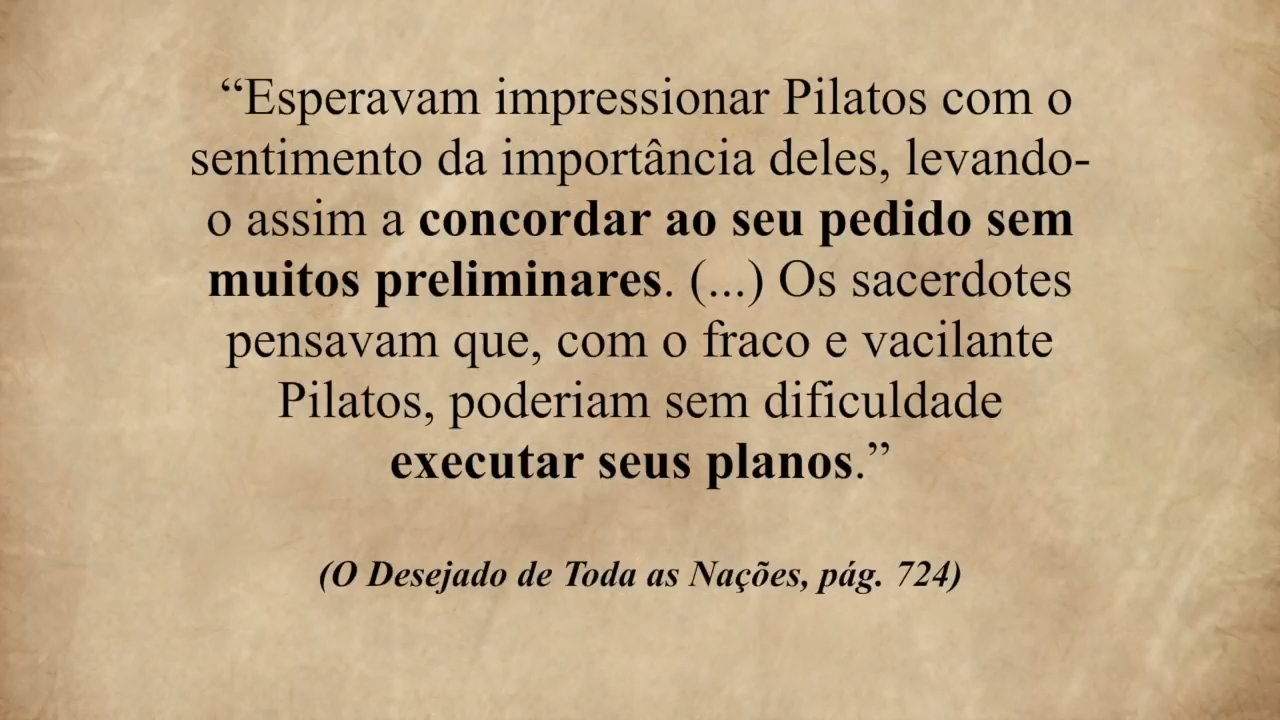 “Esperavam impressionar Pilatos com o
sentimento da importância deles, levando-
o assim a concordar ao seu pedido sem
muitos preliminares. (...) Os sacerdotes
pensavam que, com o fraco e vacilante
Pilatos, poderiam sem dificuldade
executar seus planos.”
(O Desejado de Toda as Nações, pág. 724)